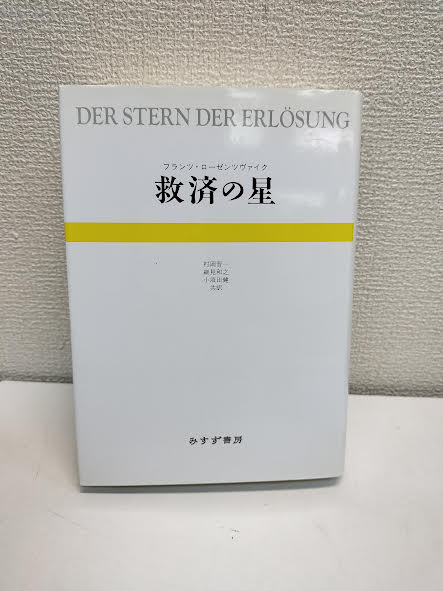 DER STERN DER ERLÖSUNG
フランツ・ローゼンツヴァイク
救済の星
村岡晋一
細見和之
小須田健
共訳
みすず書房